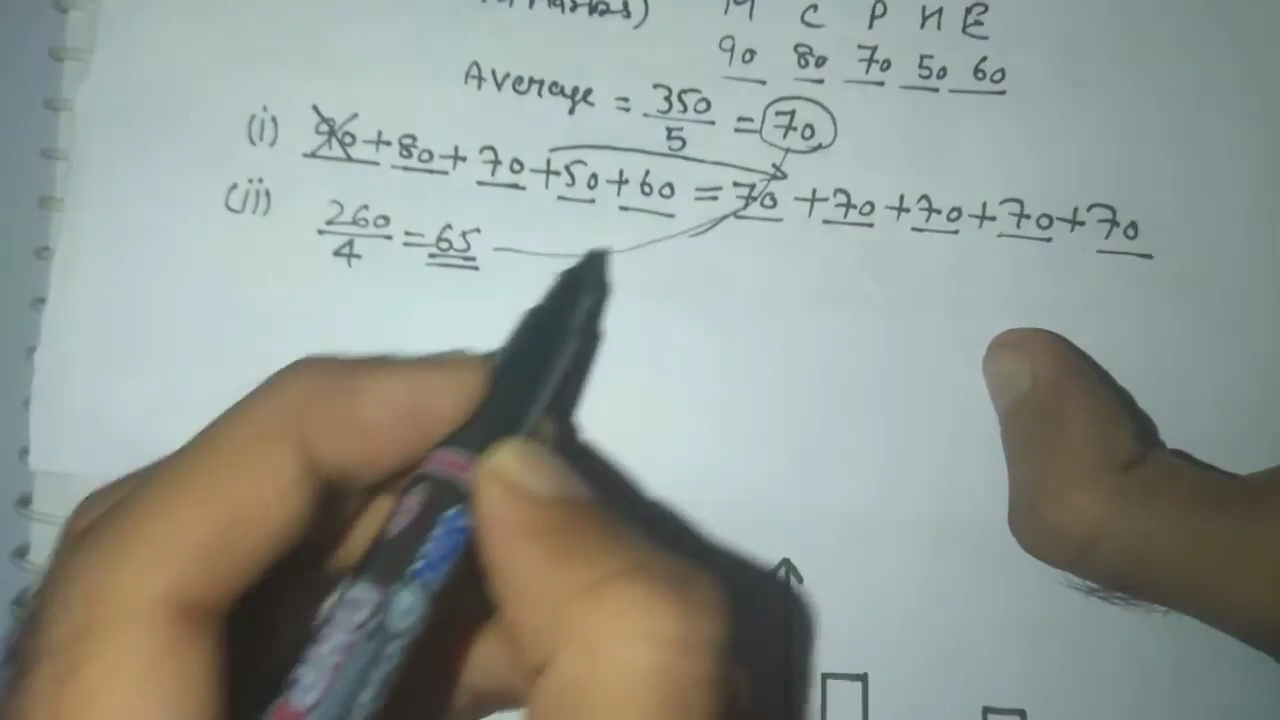 M C P H E
90 80 70 50 60
Average = 350/5 = 70
(i) 90+80+70+50+60 = 70+70+70+70+70
(ii) 260/4 = 65